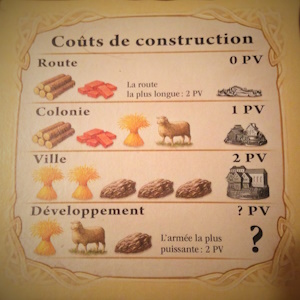 Coûts de construction
Route 0 PV
La route
la plus longue : 2 PV
Colonie 1 PV
Ville 2 PV
Développement ? PV
L'armée la plus
puissante : 2 PV
?